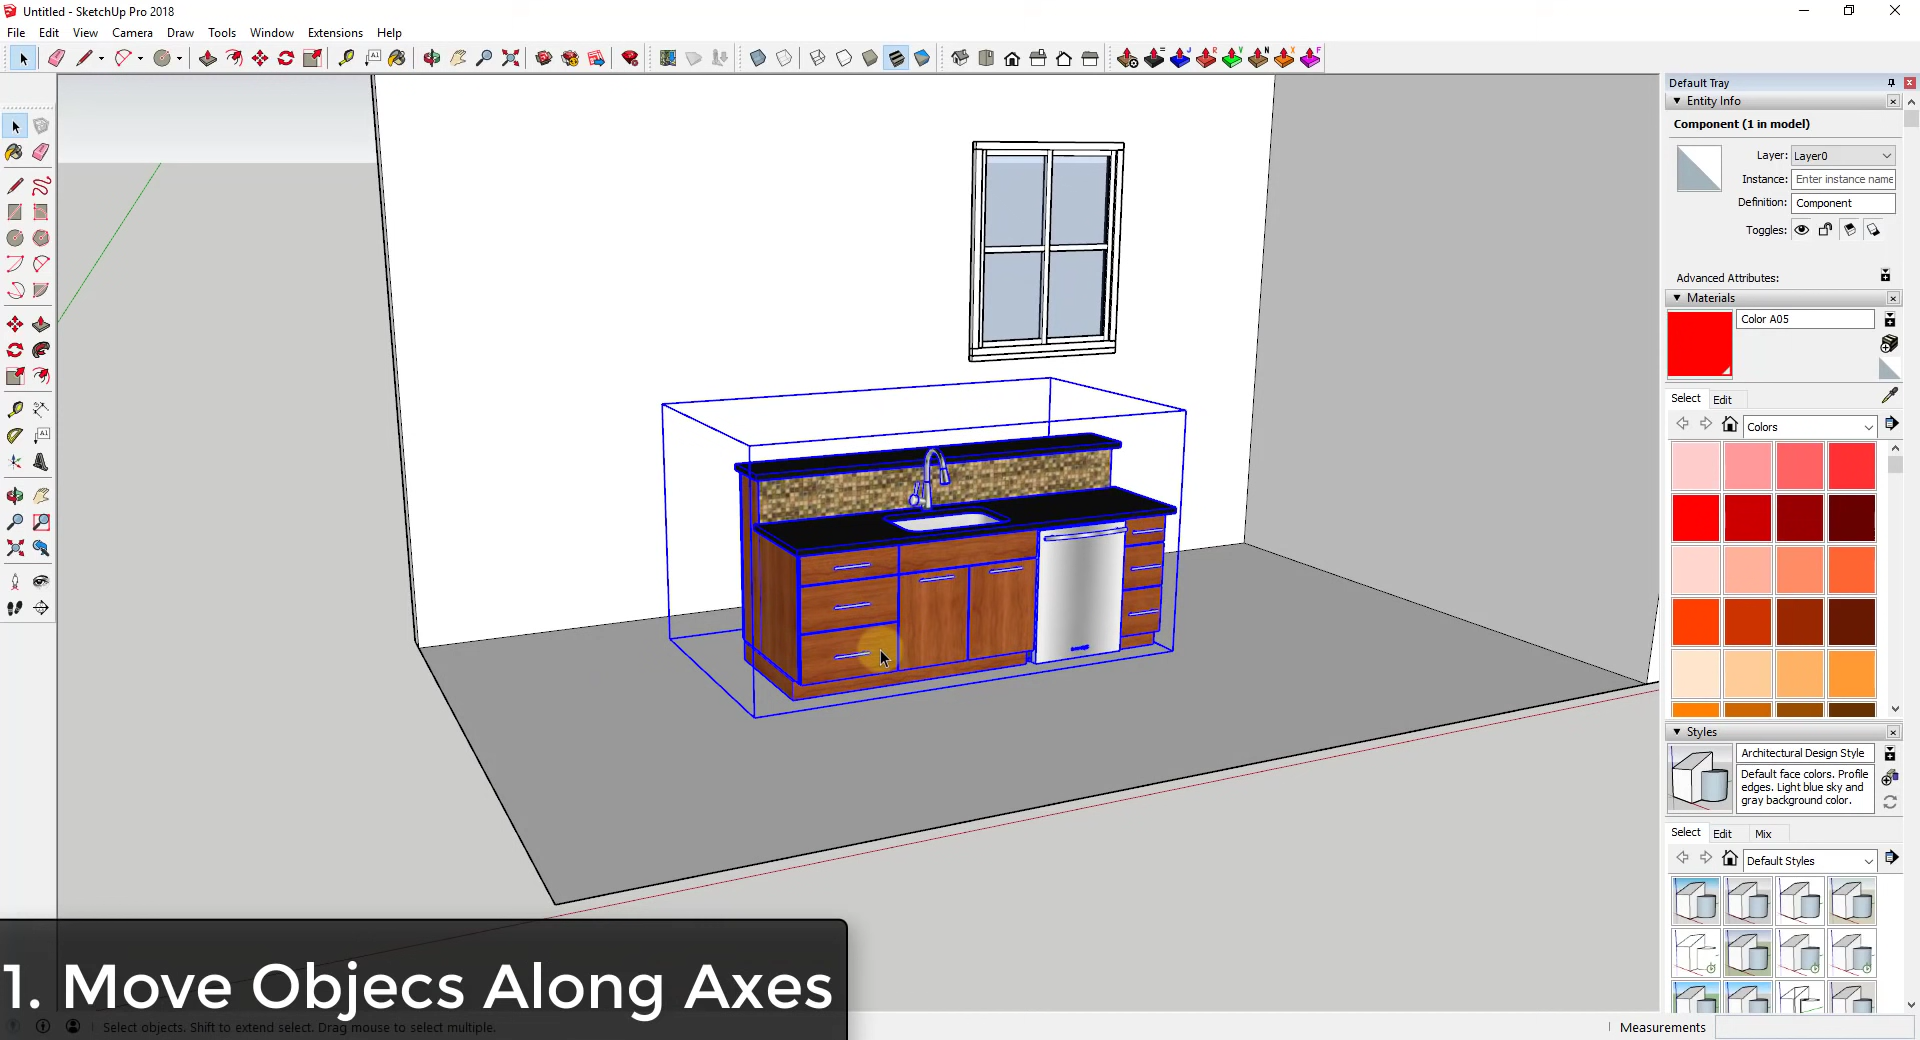 Untitled - SketchUp Pro 2018
File Edit View Camera Draw Tools Window Extensions Help
Default Tray
Entity Info
Component (1 in model)
Layer: Layer0
Instance: Enter instance name
Definition: Component
Toggles:
Advanced Attributes:
Materials
Color A05
Select Edit
Colors
Styles
Architectural Design Style
Default face colors. Profile
edges. Light blue sky and
gray background color.
Select Edit Mix
Default Styles
1. Move Objecs Along Axes
Select objects. Shift to extend select. Drag mouse to select multiple.
Measurements